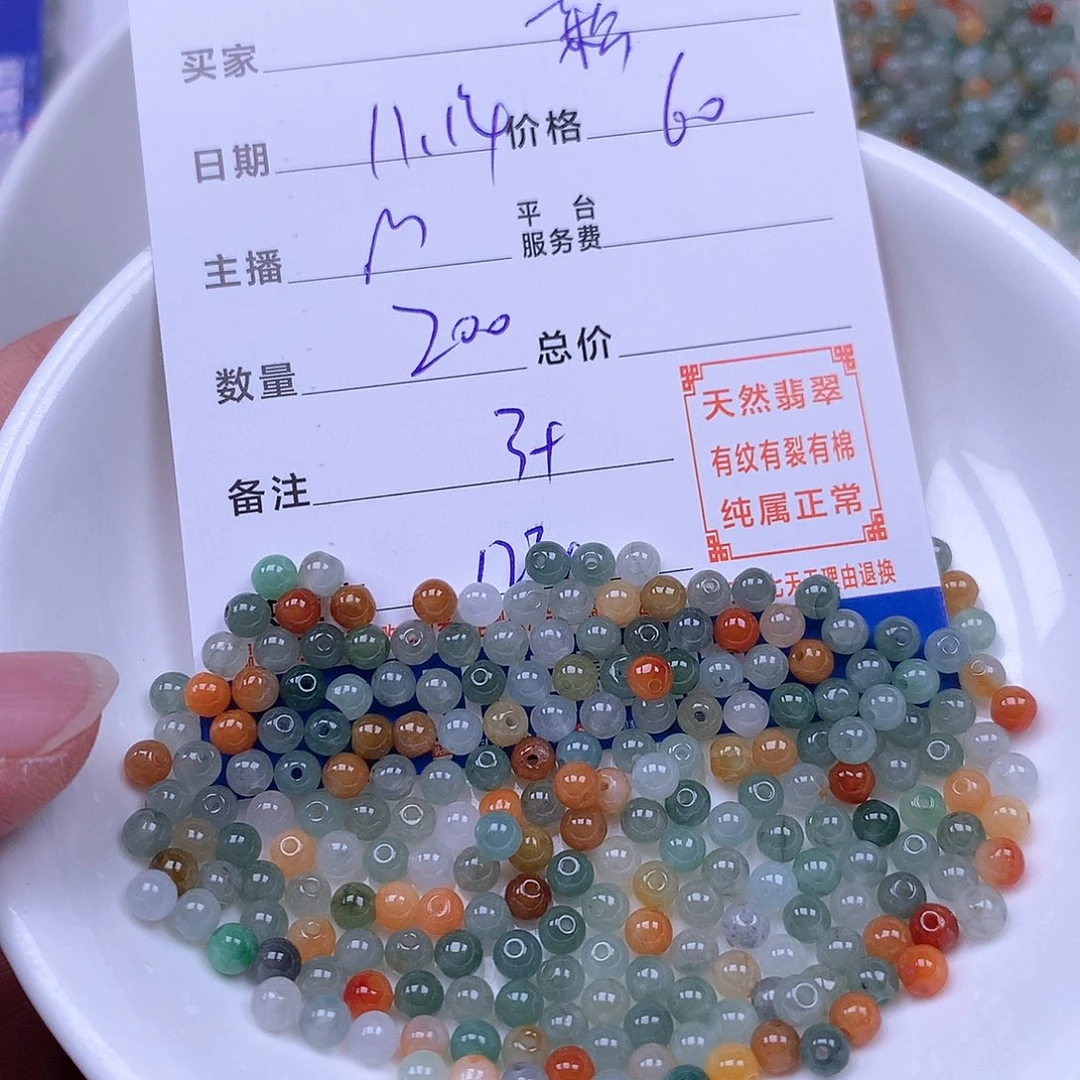 买家
日期 11.14 价格 60
主播 M 平台服务费
数量 200 总价
备注 3+
天然翡翠
有纹有裂有棉
纯属正常
七天无理由退换